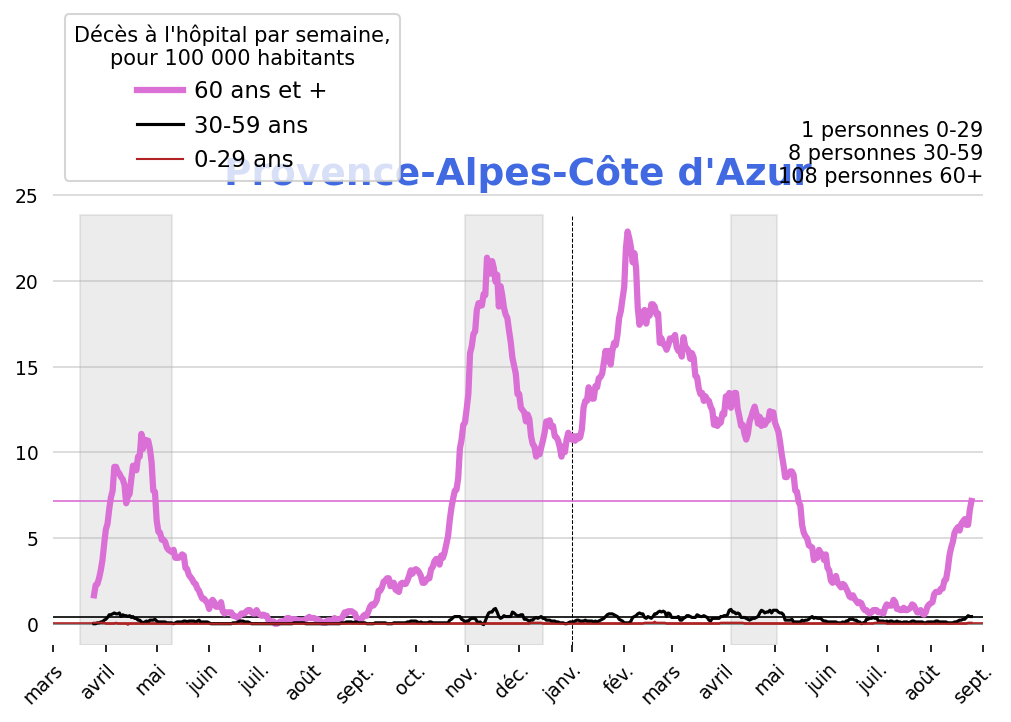 Décès à l'hôpital par semaine,
pour 100 000 habitants
60 ans et +
30-59 ans
0-29 ans
Provence-Alpes-Côte d'Azur
1 personnes 0-29
8 personnes 30-59
108 personnes 60+
25
20
15
10
5
0
mars avril mai juin juil. août sept. oct. nov. déc. janv. fév. mars avril mai juin juil. août sept.